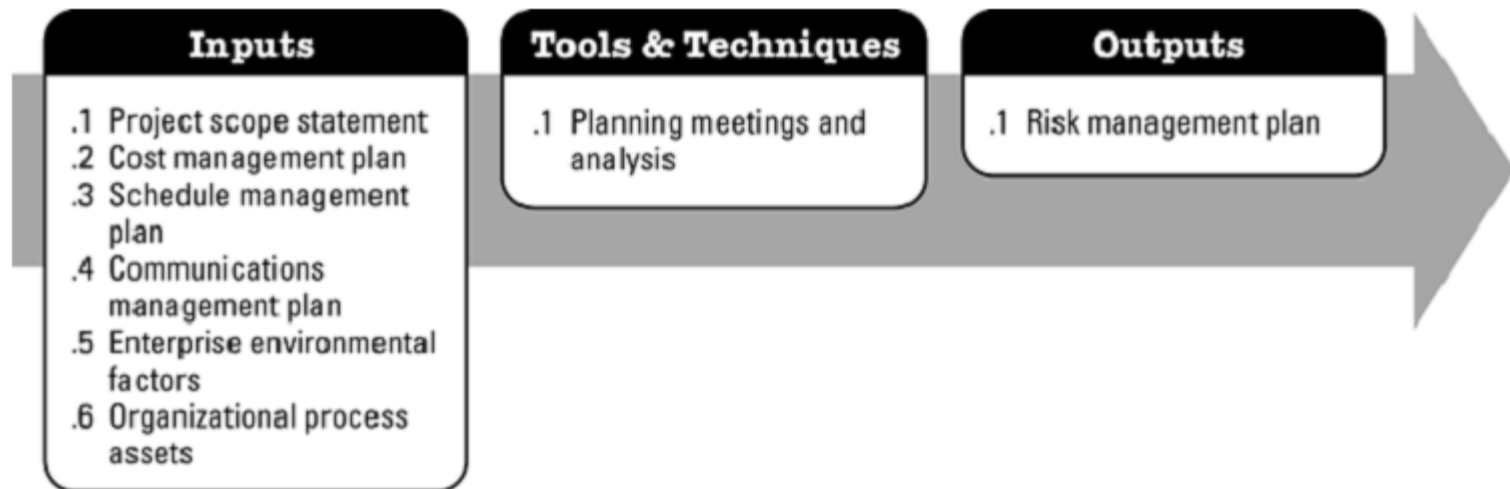 Inputs
.1 Project scope statement
.2 Cost management plan
.3 Schedule management
plan
.4 Communications
management plan
.5 Enterprise environmental
factors
.6 Organizational process
assets
Tools & Techniques
.1 Planning meetings and
analysis
Outputs
.1 Risk management plan